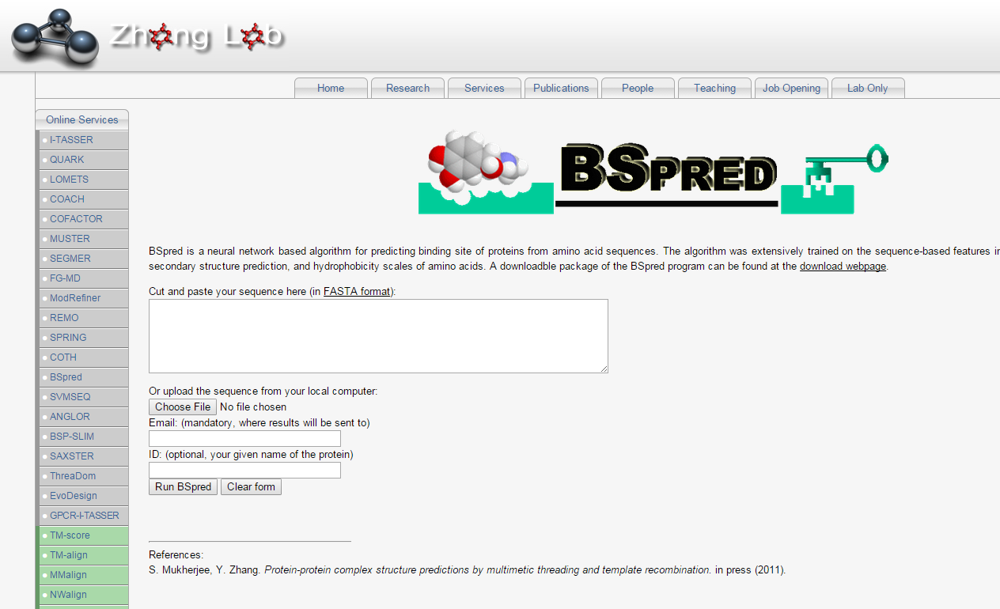 Zhang Lab
Home
Research
Services
Publications
People
Teaching
Job Opening
Lab Only
Online Services
I-TASSER
QUARK
LOMETS
COACH
COFACTOR
MUSTER
SEGMER
FG-MD
ModRefiner
REMO
SPRING
COTH
BSpred
SVMSEQ
ANGLOR
BSP-SLIM
SAXSTER
ThreaDom
EvoDesign
GPCR-I-TASSER
TM-score
TM-align
MMalign
NWalign
BSPRED
BSpred is a neural network based algorithm for predicting binding site of proteins from amino acid sequences. The algorithm was extensively trained on the sequence-based features
secondary structure prediction, and hydrophobicity scales of amino acids. A downloadble package of the BSpred program can be found at the download webpage.
Cut and paste your sequence here (in FASTA format):
Or upload the sequence from your local computer:
Choose File No file chosen
Email: (mandatory, where results will be sent to)
ID: (optional, your given name of the protein)
Run BSpred
Clear form
References:
S. Mukherjee, Y. Zhang. Protein-protein complex structure predictions by multimetic threading and template recombination. in press (2011).